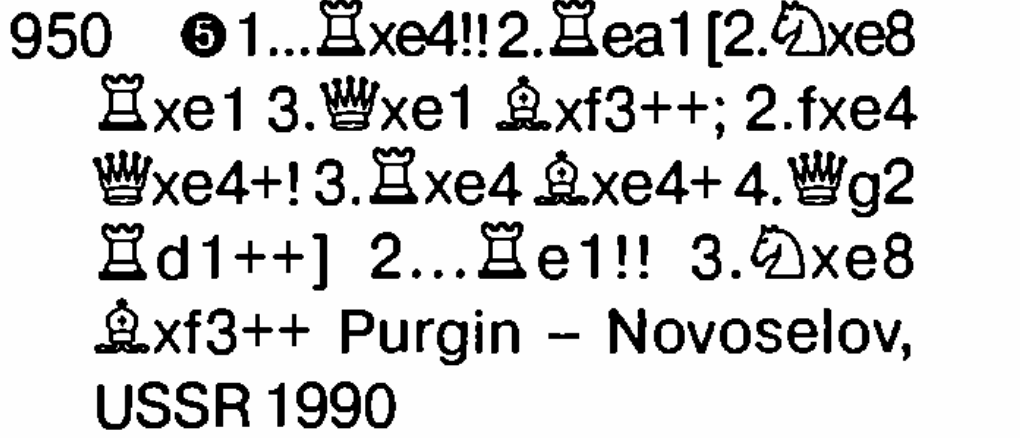 950 ❺1...♖xe4!!2.♖ea1[2.♘xe8
♖xe1 3.♕xe1 ♗xf3++; 2.fxe4
♕xe4+! 3.♖xe4 ♗xe4+ 4.♕g2
♖d1++] 2...♖e1!! 3.♘xe8
♗xf3++ Purgin – Novoselov,
USSR 1990